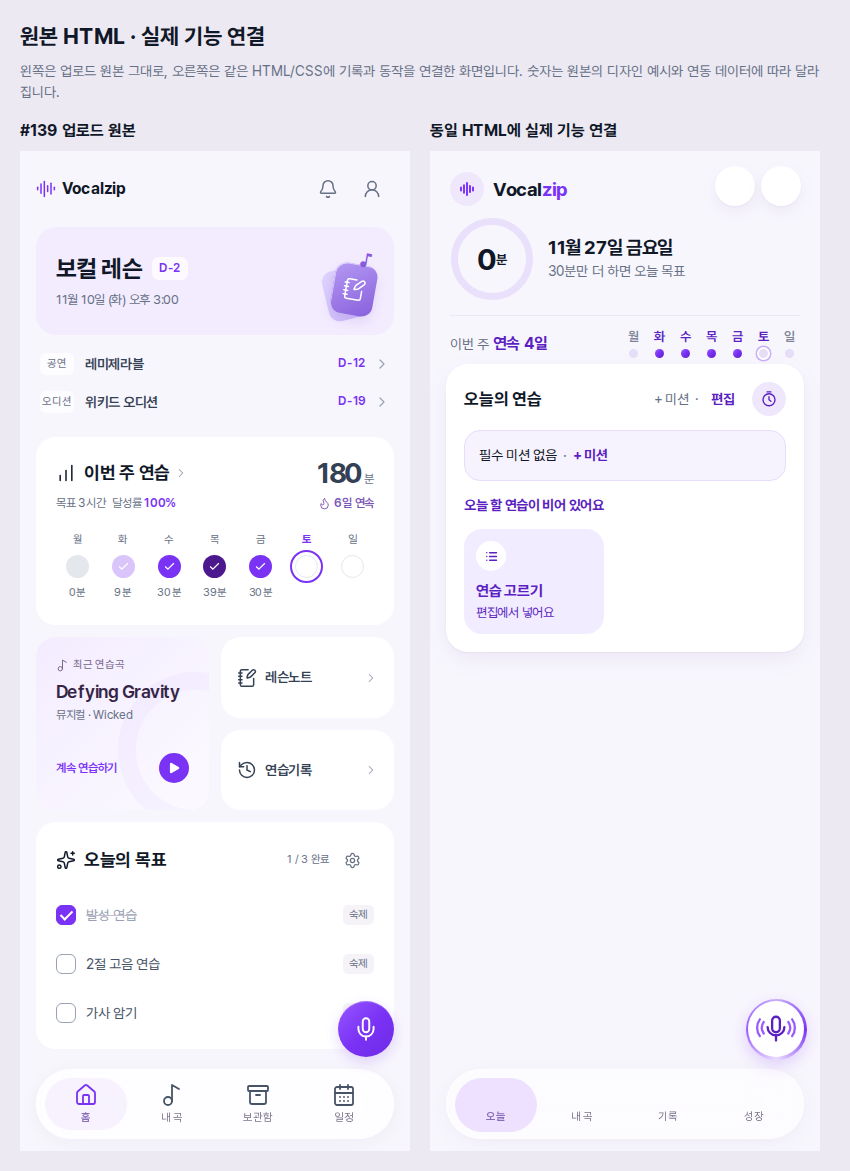 원본 HTML · 실제 기능 연결
왼쪽은 업로드 원본 그대로, 오른쪽은 같은 HTML/CSS에 기록과 동작을 연결한 화면입니다. 숫자는 원본의 디자인 예시와 연동 데이터에 따라 달라
집니다.
#139 업로드 원본
Vocalzip
보컬 레슨 D-2
11월 10일 (화) 오후 3:00
공연 레미제라블 D-12
오디션 위키드 오디션 D-19
이번 주 연습 180분
목표 3시간 달성률 100% 6일 연속
월 화 수 목 금 토 일
0분 9분 30분 39분 30분
최근 연습곡
Defying Gravity
뮤지컬 · Wicked
계속 연습하기
레슨노트
연습기록
오늘의 목표 1 / 3 완료
발성 연습 숙제
2절 고음 연습 숙제
가사 암기
홈 내 곡 보관함 일정
동일 HTML에 실제 기능 연결
Vocalzip
0분
11월 27일 금요일
30분만 더 하면 오늘 목표
이번 주 연속 4일
월 화 수 목 금 토 일
오늘의 연습 + 미션 · 편집
필수 미션 없음 · + 미션
오늘 할 연습이 비어 있어요
연습 고르기
편집에서 넣어요
오늘 내 곡 기록 성장